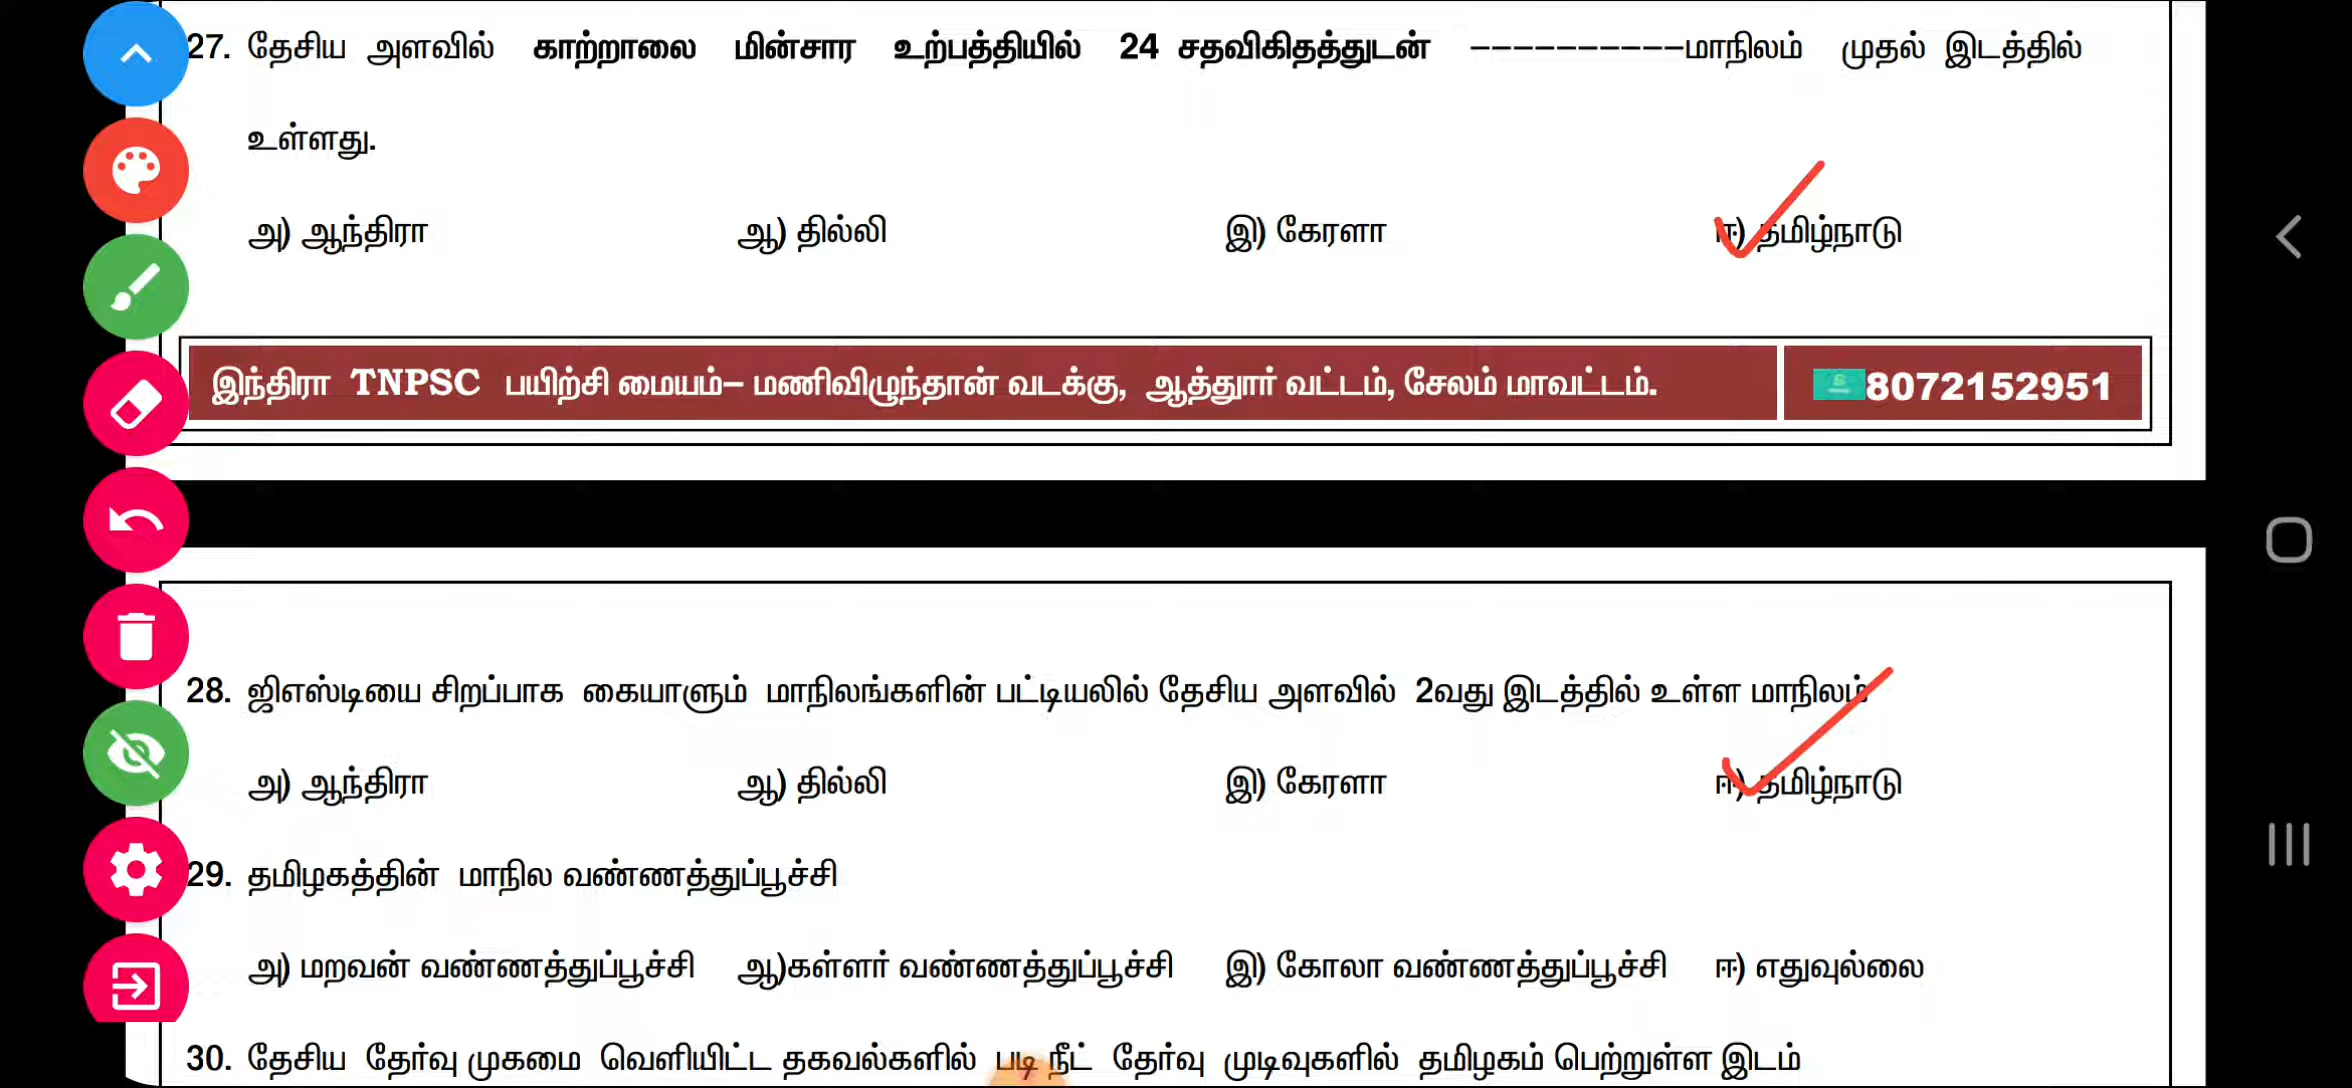 27. தேசிய அளவில் காற்றாலை மின்சார உற்பத்தியில் 24 சதவிகிதத்துடன் -----------மாநிலம் முதல் இடத்தில்
உள்ளது.
அ) ஆந்திரா ஆ) தில்லி இ) கேரளா ஈ) தமிழ்நாடு
இந்திரா TNPSC பயிற்சி மையம்– மணிவிழுந்தான் வடக்கு, ஆத்தூர் வட்டம், சேலம் மாவட்டம். 8072152951
28. ஜிஎஸ்டியை சிறப்பாக கையாளும் மாநிலங்களின் பட்டியலில் தேசிய அளவில் 2வது இடத்தில் உள்ள மாநிலம்
அ) ஆந்திரா ஆ) தில்லி இ) கேரளா ஈ) தமிழ்நாடு
29. தமிழகத்தின் மாநில வண்ணத்துப்பூச்சி
அ) மறவன் வண்ணத்துப்பூச்சி ஆ)கள்ளர் வண்ணத்துப்பூச்சி இ) கோலா வண்ணத்துப்பூச்சி ஈ) எதுவுல்லை
30. தேசிய தேர்வு முகமை வெளியிட்ட தகவல்களில் படி நீட் தேர்வு முடிவுகளில் தமிழகம் பெற்றுள்ள இடம்